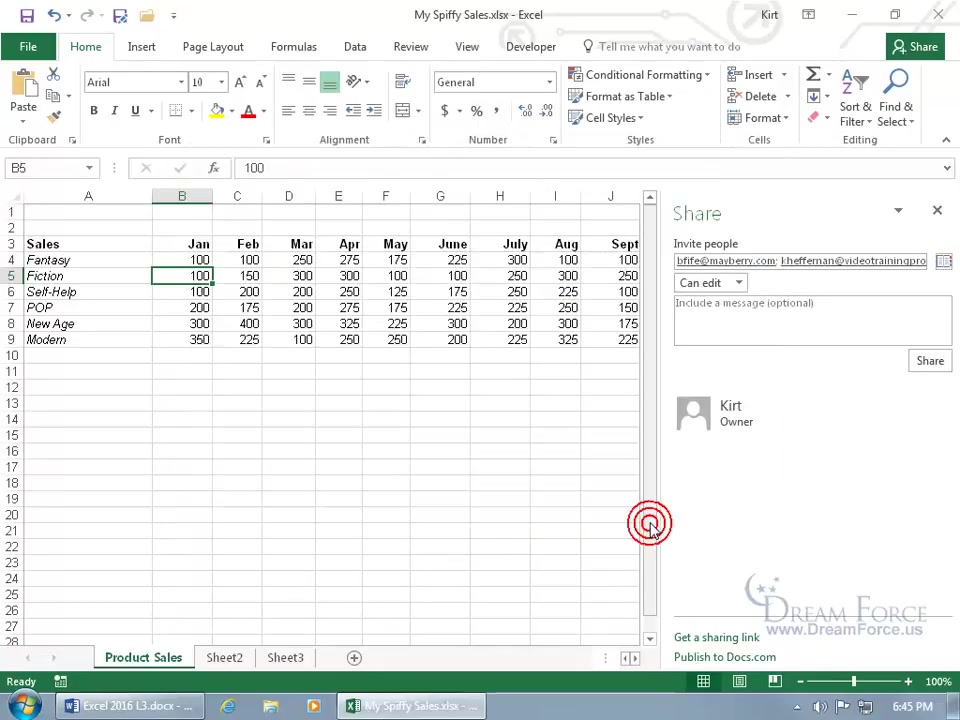 My Spiffy Sales.xlsx - Excel
Kirt
File Home Insert Page Layout Formulas Data Review View Developer Tell me what you want to do Share
Paste
Arial 10
B I U
General
$ % ,
Conditional Formatting
Format as Table
Cell Styles
Insert
Delete
Format
Sort & Filter
Find & Select
Clipboard Font Alignment Number Styles Cells Editing
B5 fx 100
A B C D E F G H I J
1
2
3 Sales Jan Feb Mar Apr May June July Aug Sept
4 Fantasy 100 100 250 275 175 225 300 100 100
5 Fiction 100 150 300 300 100 100 250 300 250
6 Self-Help 100 200 200 250 125 175 250 225 100
7 POP 200 175 200 275 175 225 225 250 150
8 New Age 300 400 300 325 225 300 200 300 175
9 Modern 350 225 100 250 250 200 225 325 225
10
11
12
13
14
15
16
17
18
19
20
21
22
23
24
25
26
27
28
Share
Invite people
bfife@mayberry.com; kheffernan@videotrainingpro
Can edit
Include a message (optional)
Share
Kirt
Owner
DREAM FORCE
www.DreamForce.us
Get a sharing link
Publish to Docs.com
Product Sales Sheet2 Sheet3
Ready 100%
Excel 2016 L3.docx - ... My Spiffy Sales.xlsx - ... 6:45 PM